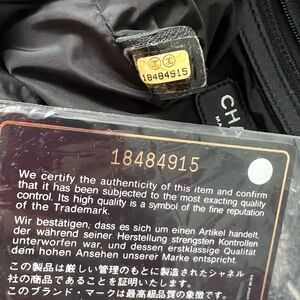 18484915
CH
MA
18484915
We certify the authenticity of this item and confirm
that it has been subjected to the most exacting quality
control. Its high quality is a symbol of the fine reputation
of the Trademark.
Wir bestätigen, dass es sich um einen Artikel handelt,
der während seiner Herstellung strengsten Kontrollen
unterworfen war, und dessen erstklassige Qualität
dem hohen Ansehen unserer Marke entspricht.
この製品は厳しい管理のもとに製造されたシャネル
社の商品であることを証明いたします。
このブランド・マークは最高級品質の象徴